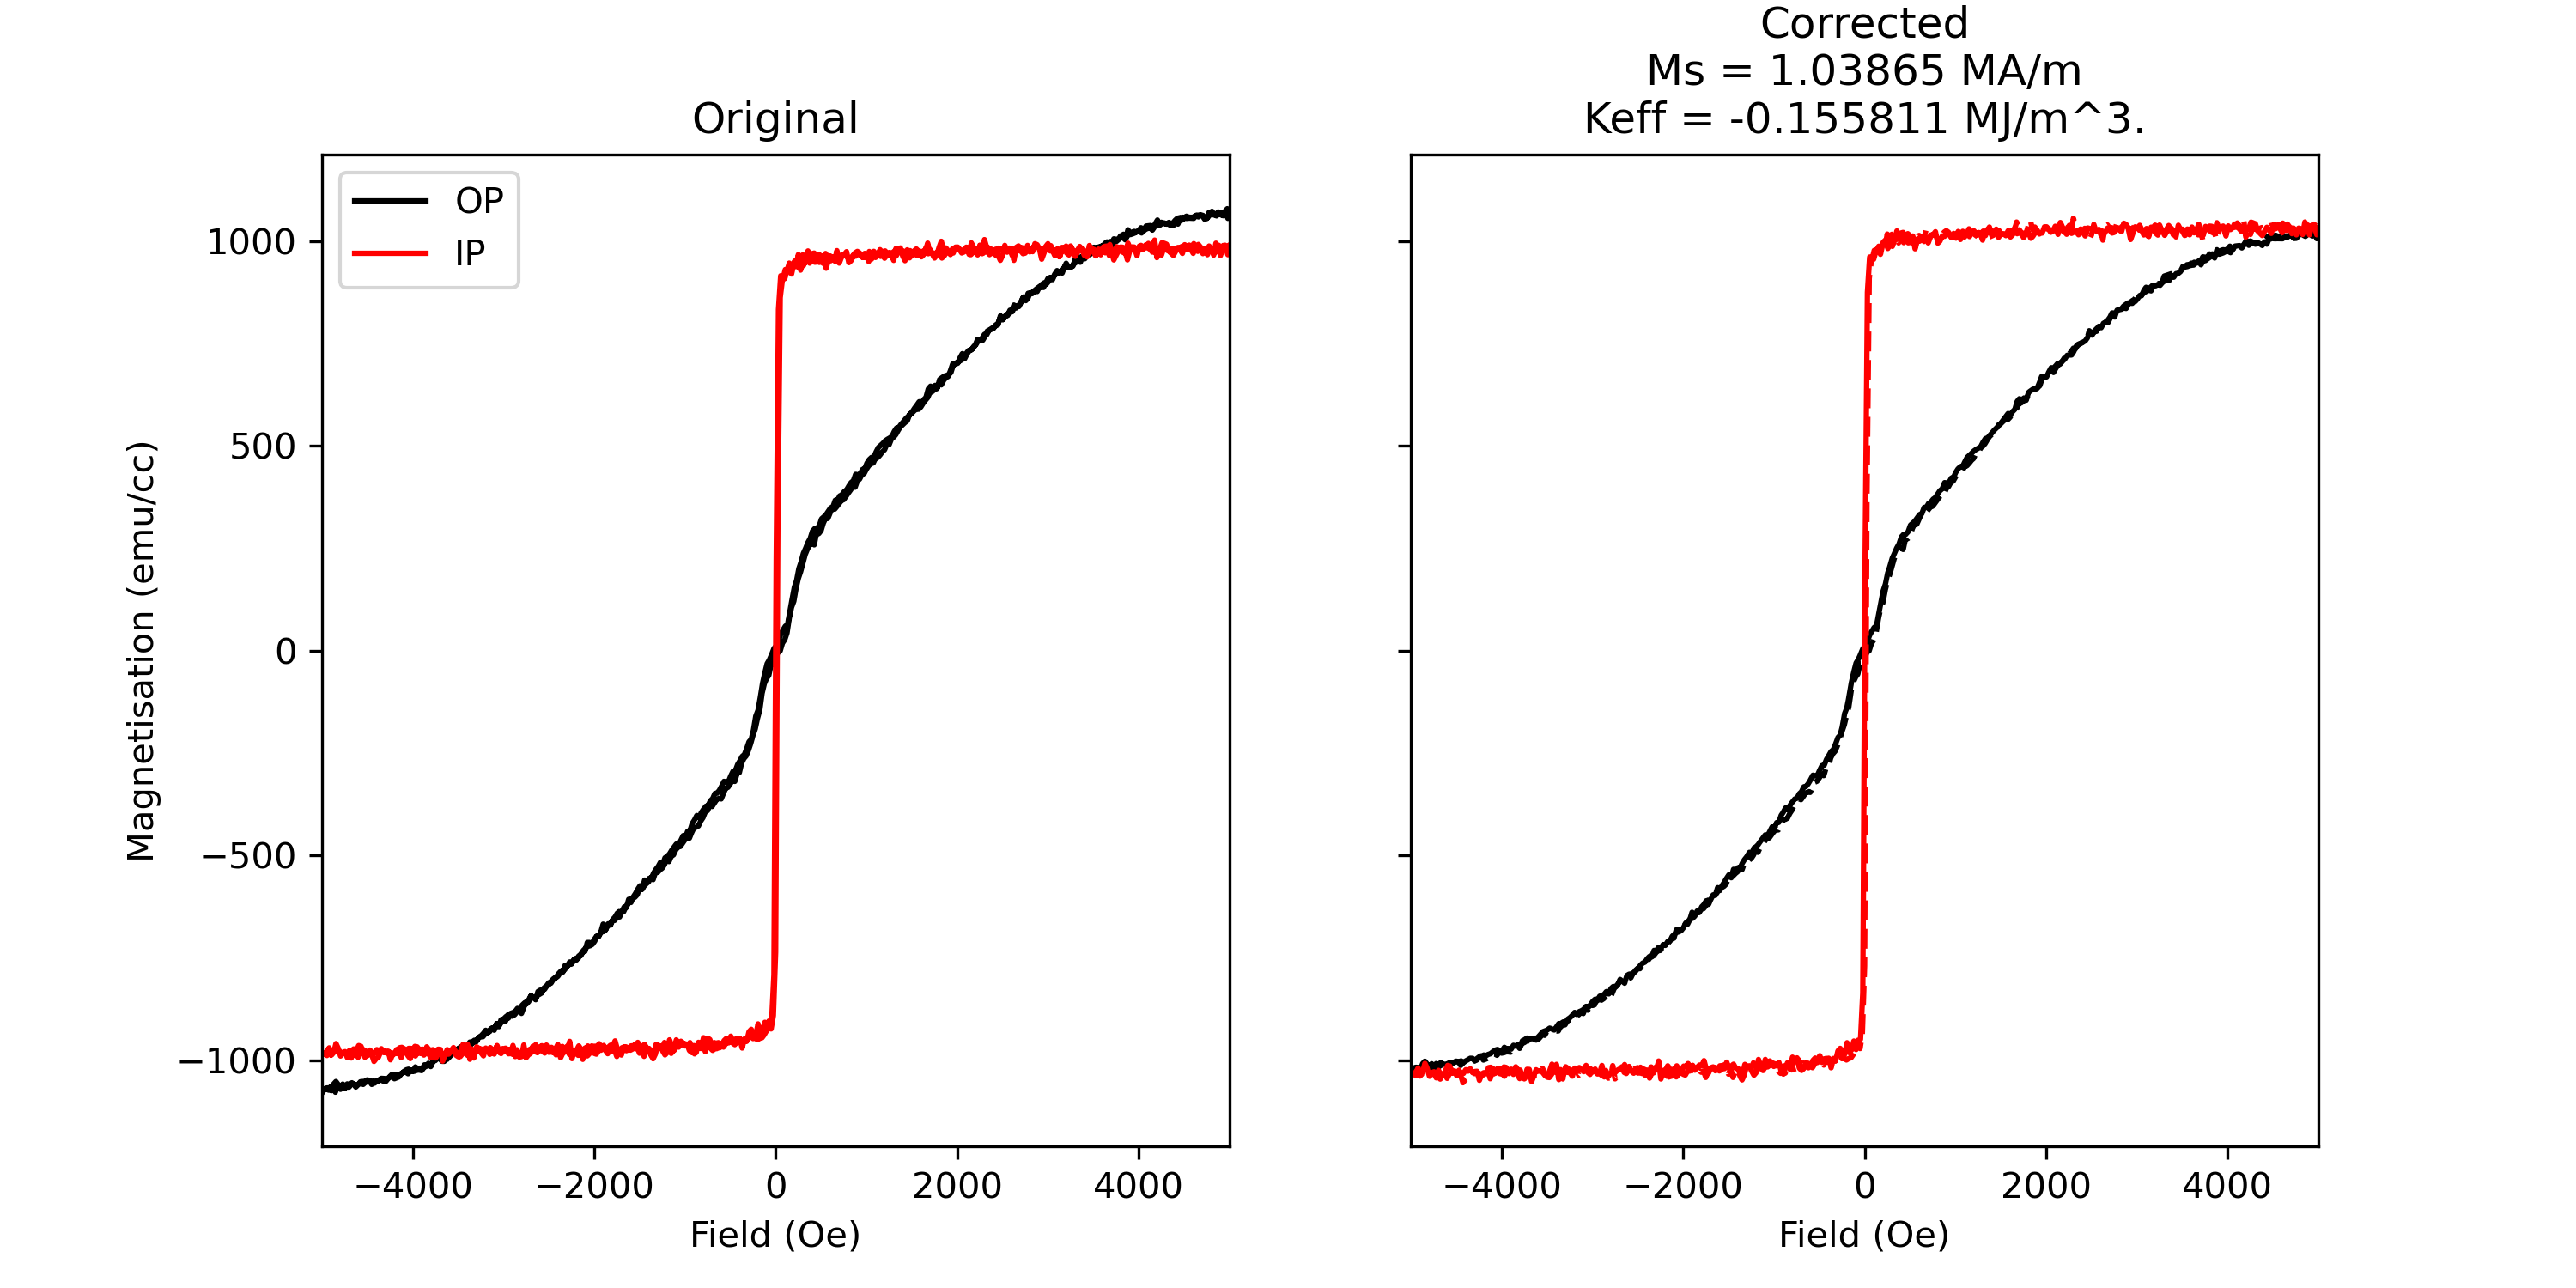 Original
OP
IP
1000
500
0
−500
−1000
Magnetisation (emu/cc)
−4000 −2000 0 2000 4000
Field (Oe)
Corrected
Ms = 1.03865 MA/m
Keff = -0.155811 MJ/m^3.
−4000 −2000 0 2000 4000
Field (Oe)